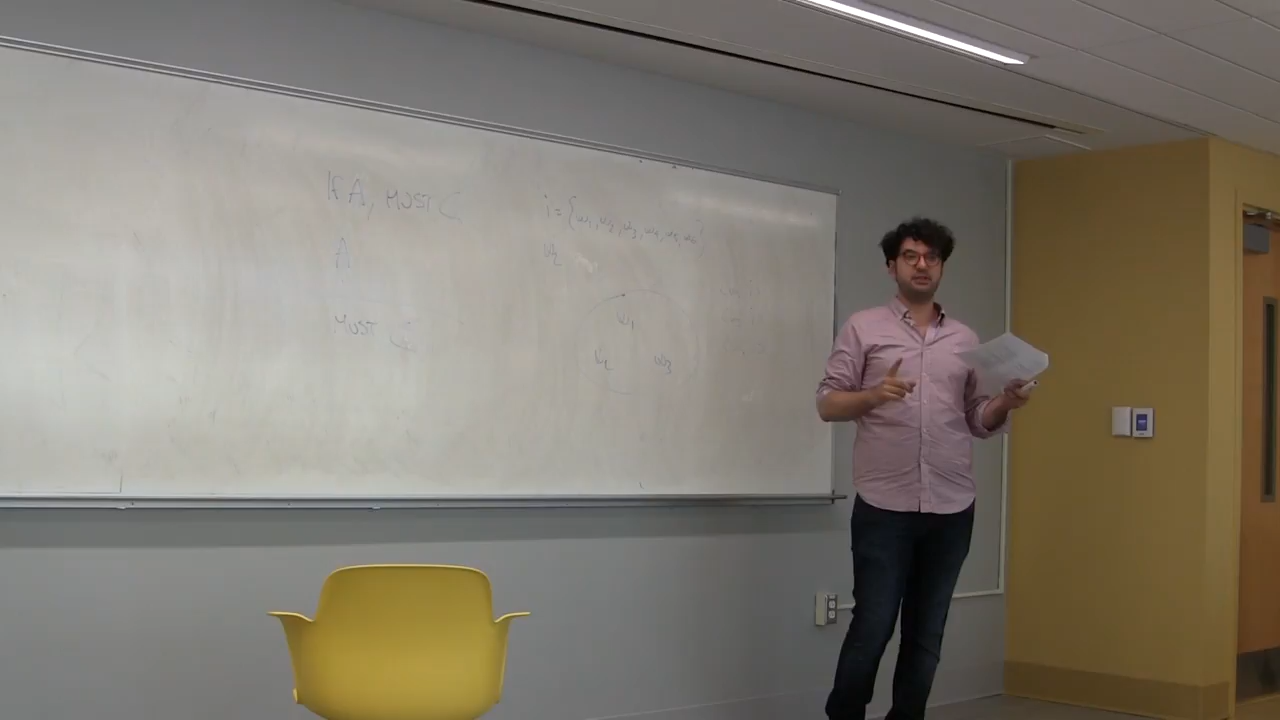 If A, MUST C
A
MUST C
i = {w₁, w₂, w₃, w₄, w₅, w₆}
w₂
w₁
w₂ w₃